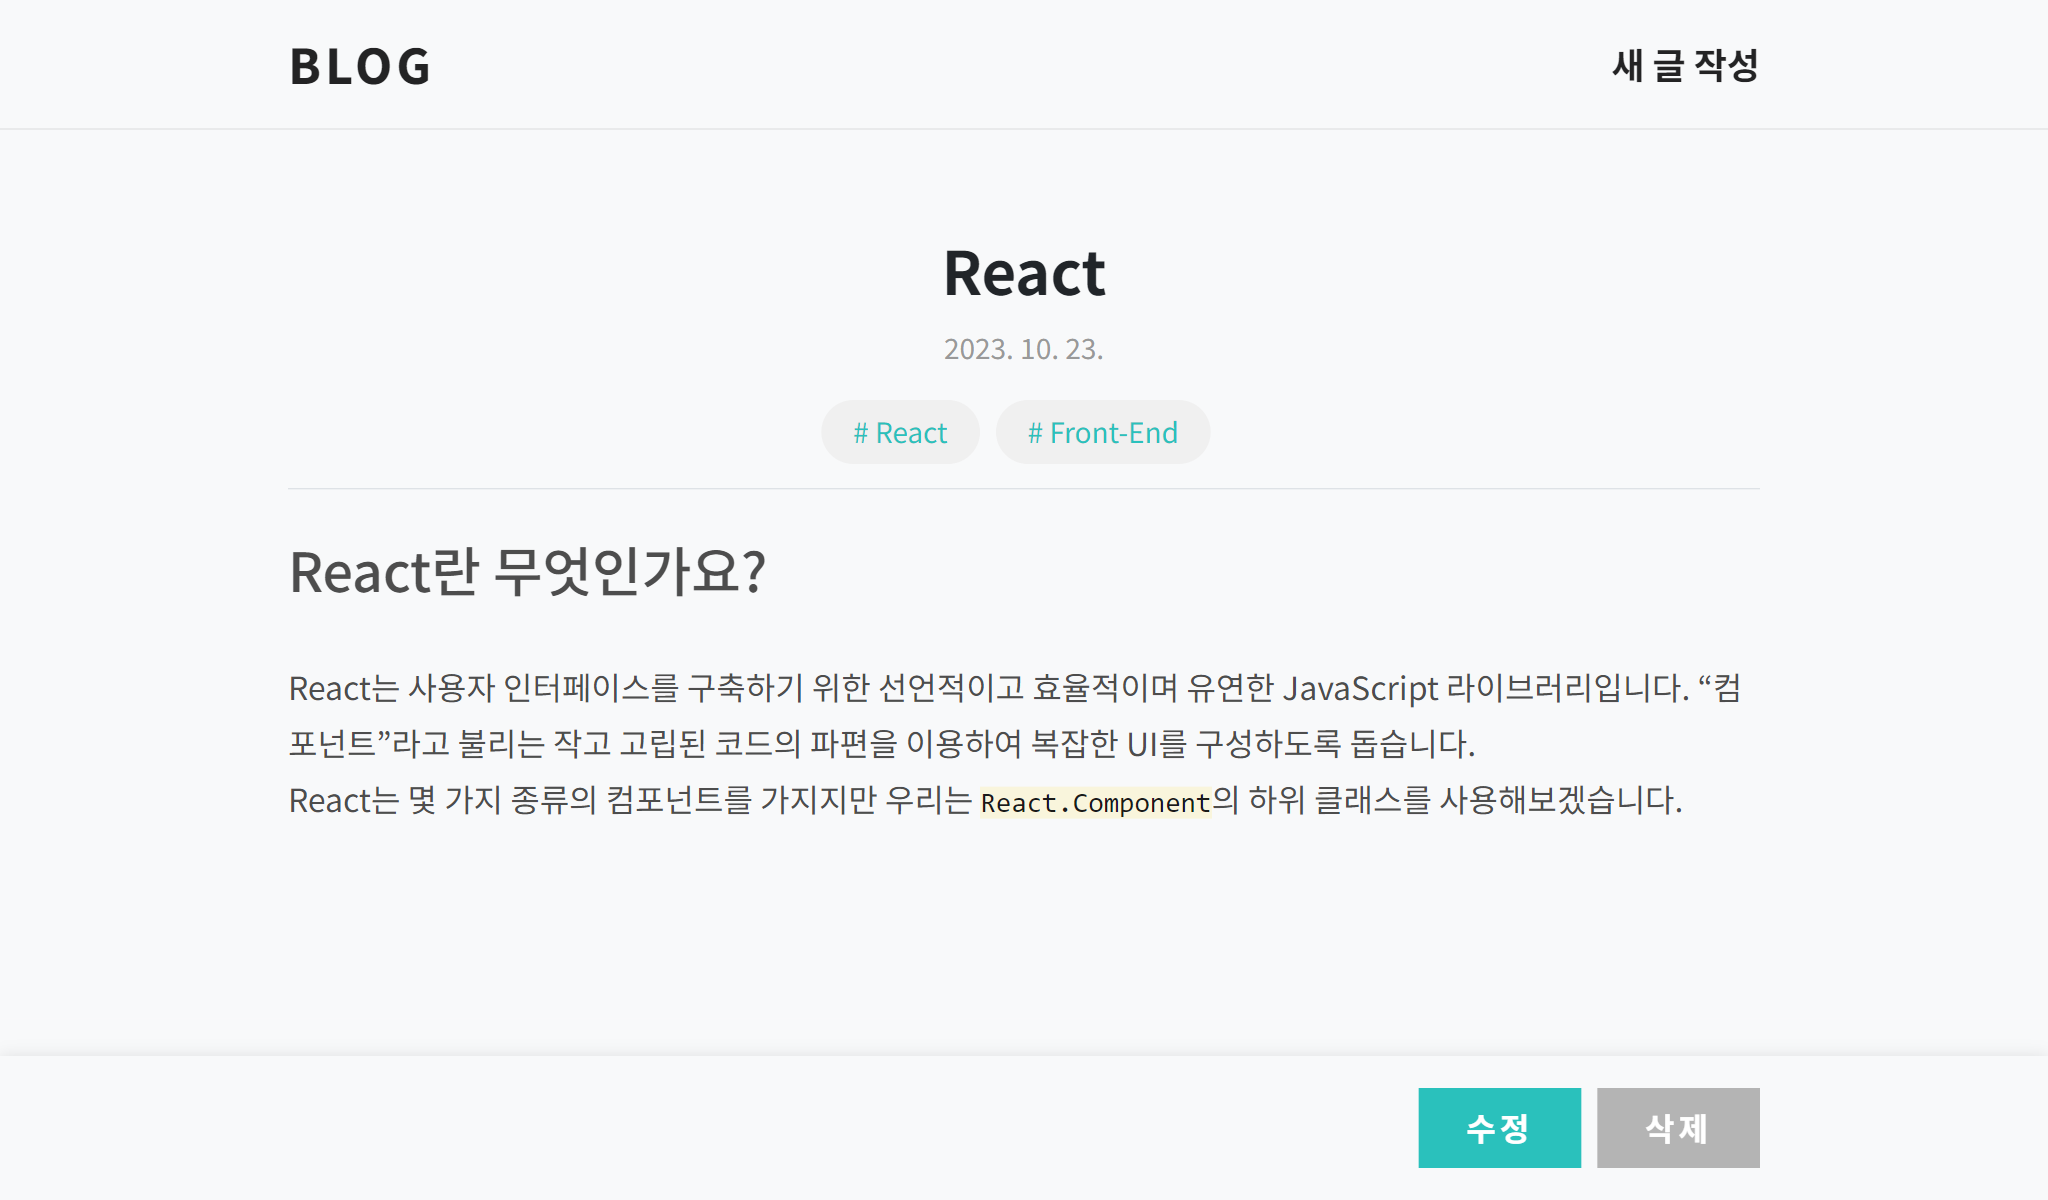 BLOG
새 글 작성
React
2023. 10. 23.
# React # Front-End
React란 무엇인가요?
React는 사용자 인터페이스를 구축하기 위한 선언적이고 효율적이며 유연한 JavaScript 라이브러리입니다. “컴
포넌트”라고 불리는 작고 고립된 코드의 파편을 이용하여 복잡한 UI를 구성하도록 돕습니다.
React는 몇 가지 종류의 컴포넌트를 가지지만 우리는 React.Component의 하위 클래스를 사용해보겠습니다.
수정 삭제